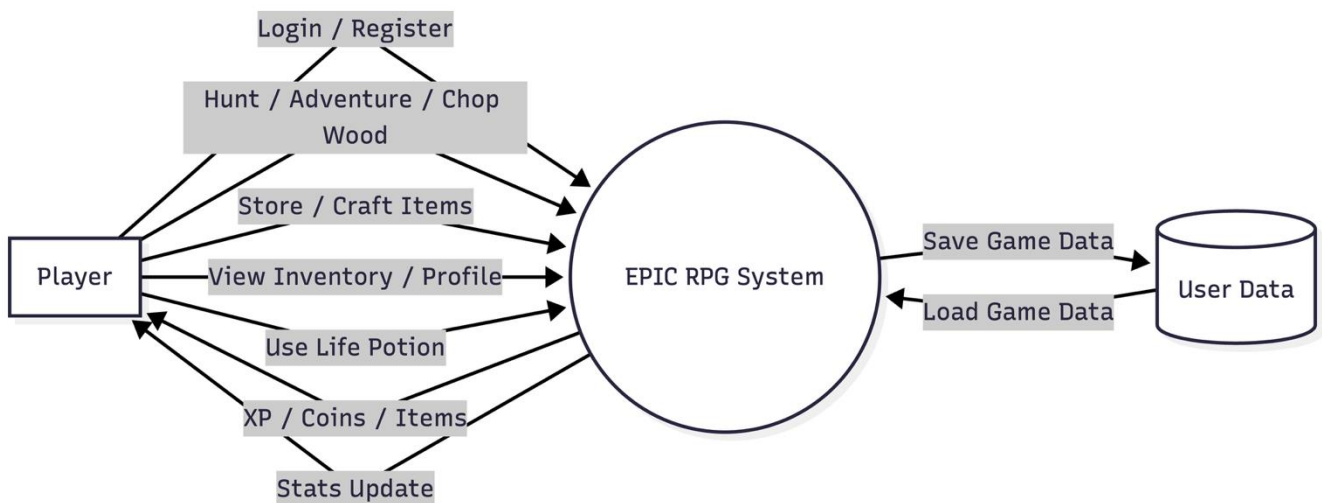 Login / Register
Hunt / Adventure / Chop
Wood
Store / Craft Items
Player
View Inventory / Profile
Use Life Potion
XP / Coins / Items
Stats Update
EPIC RPG System
Save Game Data
Load Game Data
User Data